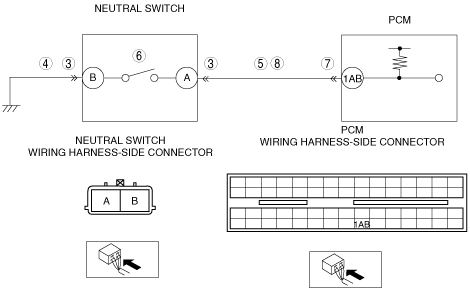 NEUTRAL SWITCH
PCM
4 3 6 3 5 8 7
B A 1AB
NEUTRAL SWITCH
WIRING HARNESS-SIDE CONNECTOR
PCM
WIRING HARNESS-SIDE CONNECTOR
A B
1AB